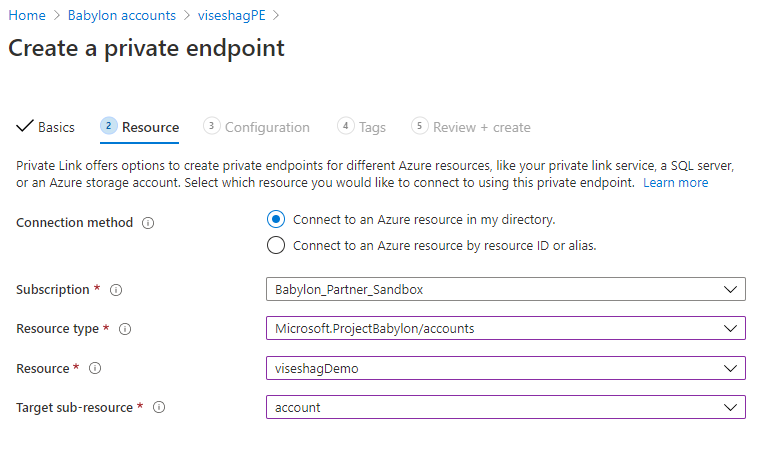 Home > Babylon accounts > viseshagPE >
Create a private endpoint
Basics 2 Resource 3 Configuration 4 Tags 5 Review + create
Private Link offers options to create private endpoints for different Azure resources, like your private link service, a SQL server,
or an Azure storage account. Select which resource you would like to connect to using this private endpoint. Learn more
Connection method Connect to an Azure resource in my directory.
Connect to an Azure resource by resource ID or alias.
Subscription * Babylon_Partner_Sandbox
Resource type * Microsoft.ProjectBabylon/accounts
Resource * viseshagDemo
Target sub-resource * account